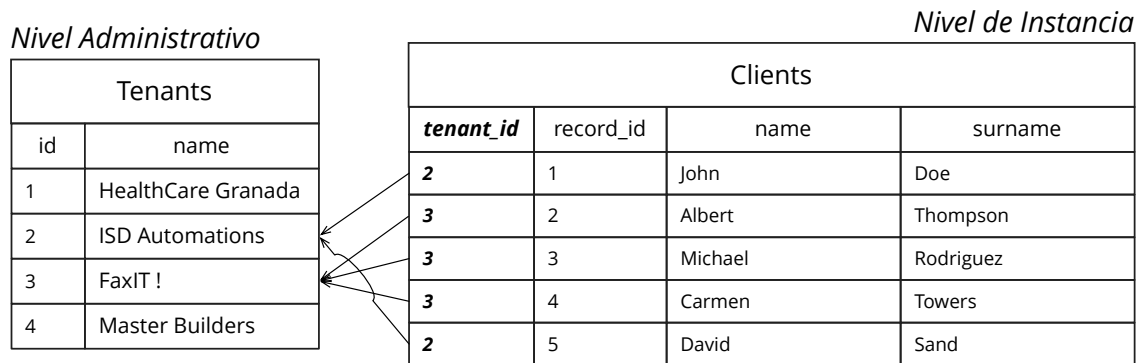 Nivel Administrativo
Tenants
id name
1 HealthCare Granada
2 ISD Automations
3 FaxIT !
4 Master Builders
Nivel de Instancia
Clients
tenant_id record_id name surname
2 1 John Doe
3 2 Albert Thompson
3 3 Michael Rodriguez
3 4 Carmen Towers
2 5 David Sand